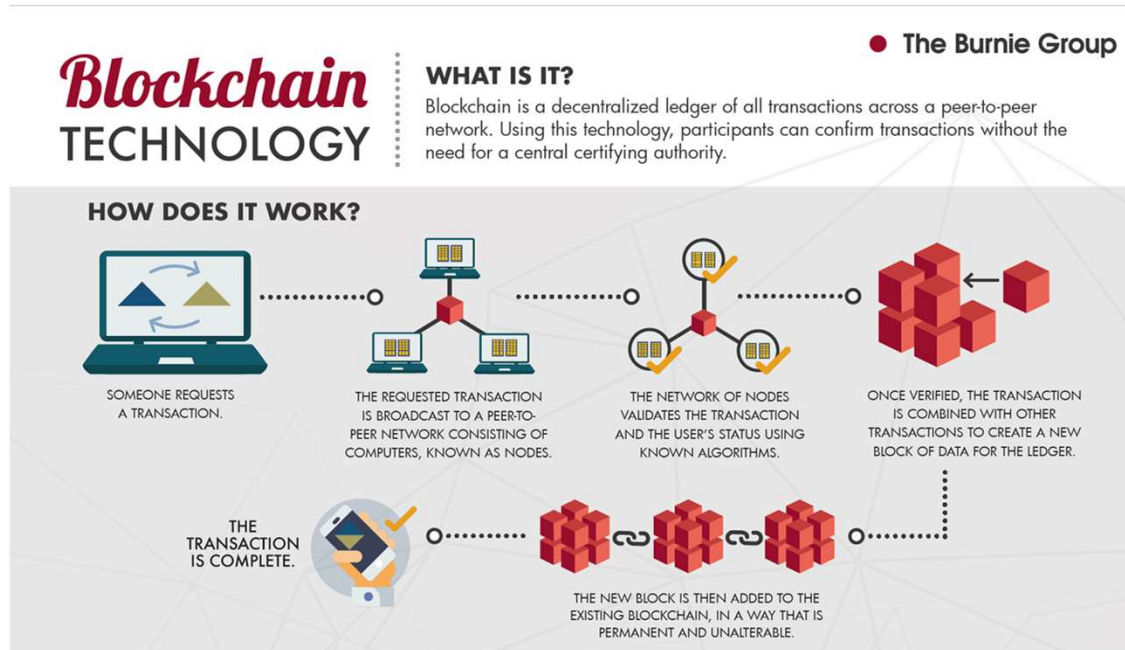 The Burnie Group
Blockchain
TECHNOLOGY
WHAT IS IT?
Blockchain is a decentralized ledger of all transactions across a peer-to-peer
network. Using this technology, participants can confirm transactions without the
need for a central certifying authority.
HOW DOES IT WORK?
SOMEONE REQUESTS
A TRANSACTION.
THE REQUESTED TRANSACTION
IS BROADCAST TO A PEER-TO-
PEER NETWORK CONSISTING OF
COMPUTERS, KNOWN AS NODES.
THE NETWORK OF NODES
VALIDATES THE TRANSACTION
AND THE USER'S STATUS USING
KNOWN ALGORITHMS.
ONCE VERIFIED, THE TRANSACTION
IS COMBINED WITH OTHER
TRANSACTIONS TO CREATE A NEW
BLOCK OF DATA FOR THE LEDGER.
THE NEW BLOCK IS THEN ADDED TO THE
EXISTING BLOCKCHAIN, IN A WAY THAT IS
PERMANENT AND UNALTERABLE.
THE
TRANSACTION
IS COMPLETE.